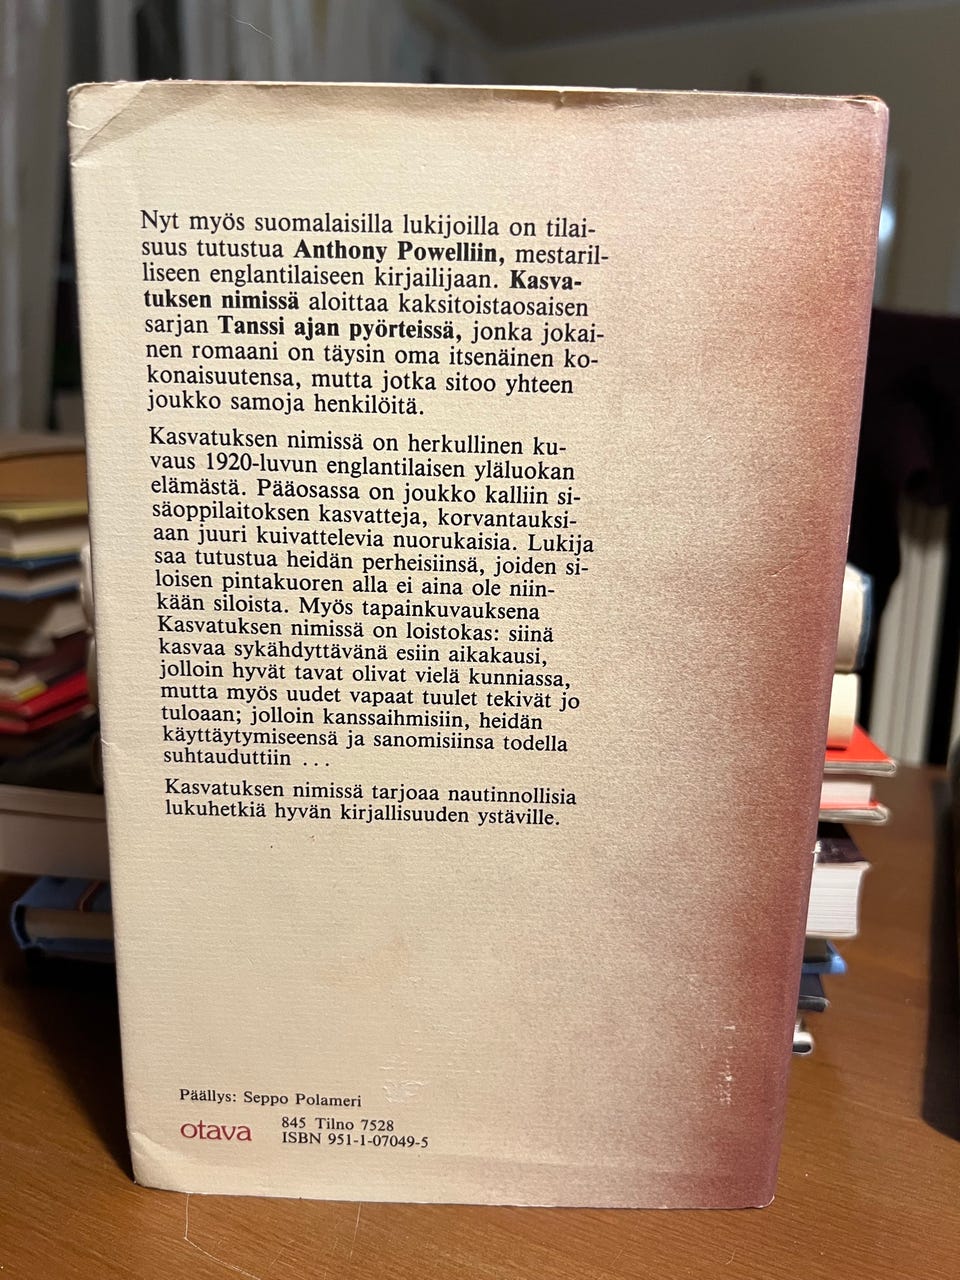 Nyt myös suomalaisilla lukijoilla on tilai-
suus tutustua Anthony Powelliin, mestaril-
liseen englantilaiseen kirjailijaan. Kasva-
tuksen nimissä aloittaa kaksitoistaosaisen
sarjan Tanssi ajan pyörteissä, jonka jokai-
nen romaani on täysin oma itsenäinen ko-
konaisuutensa, mutta jotka sitoo yhteen
joukko samoja henkilöitä.
Kasvatuksen nimissä on herkullinen ku-
vaus 1920-luvun englantilaisen yläluokan
elämästä. Pääosassa on joukko kalliin si-
säoppilaitoksen kasvatteja, korvantauksi-
aan juuri kuivattelevia nuorukaisia. Lukija
saa tutustua heidän perheisiinsä, joiden si-
loisen pintakuoren alla ei aina ole niin-
kään siloista. Myös tapainkuvauksena
Kasvatuksen nimissä on loistokas: siinä
kasvaa sykähdyttävänä esiin aikakausi,
jolloin hyvät tavat olivat vielä kunniassa,
mutta myös uudet vapaat tuulet tekivät jo
tuloaan; jolloin kanssaihmisiin, heidän
käyttäytymiseensä ja sanomisiinsa todella
suhtauduttiin ...
Kasvatuksen nimissä tarjoaa nautinnollisia
lukuhetkiä hyvän kirjallisuuden ystäville.
Päällys: Seppo Polameri
otava
845 Tilno 7528
ISBN 951-1-07049-5